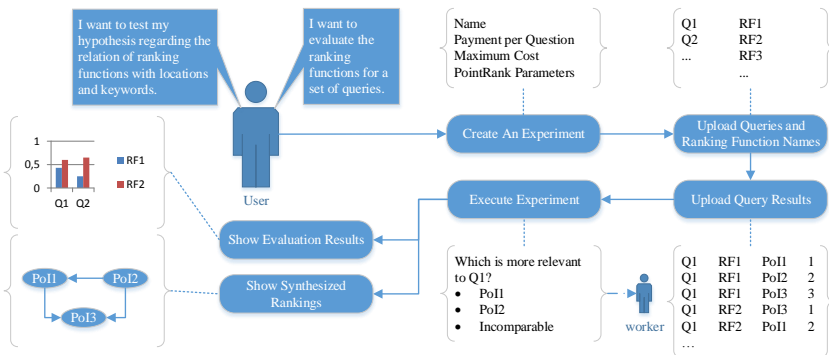 I want to test my
hypothesis regarding the
relation of ranking
functions with locations
and keywords.
I want to
evaluate the
ranking
functions for a
set of queries.
Name
Payment per Question
Maximum Cost
PointRank Parameters
Q1 RF1
Q2 RF2
... RF3
...
User
Create An Experiment
Upload Queries and
Ranking Function Names
Upload Query Results
Execute Experiment
Show Evaluation Results
Show Synthesized
Rankings
1
0,5
0
Q1 Q2
RF1
RF2
PoI1
PoI2
PoI3
Which is more relevant
to Q1?
• PoI1
• PoI2
• Incomparable
worker
Q1 RF1 PoI1 1
Q1 RF1 PoI2 2
Q1 RF1 PoI3 3
Q1 RF2 PoI3 1
Q1 RF2 PoI1 2
...